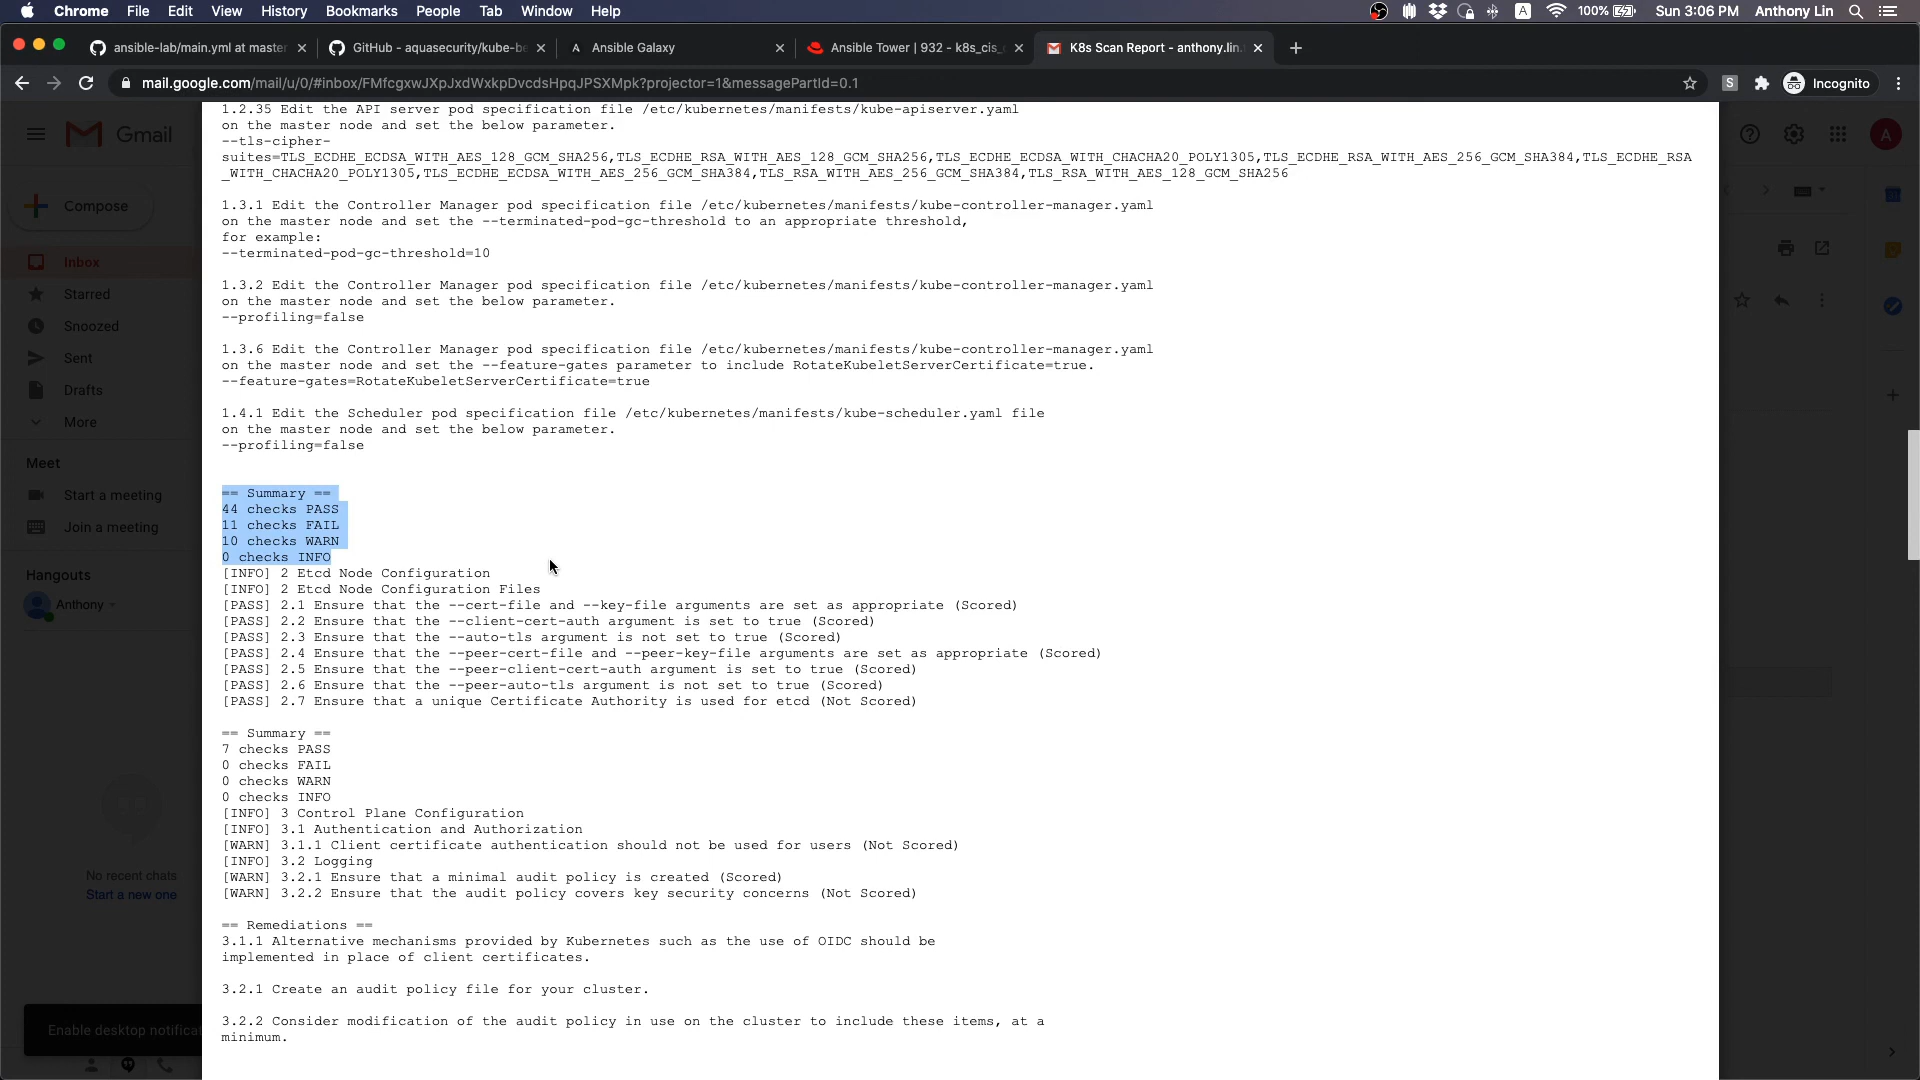 Chrome File Edit View History Bookmarks People Tab Window Help
A 100% Sun 3:06 PM Anthony Lin
ansible-lab/main.yml at master
GitHub - aquasecurity/kube-be
A Ansible Galaxy
Ansible Tower | 932 - k8s_cis_
K8s Scan Report - anthony.lin.
mail.google.com/mail/u/0/#inbox/FMfcgxwJXpJxdWxkpDvcdsHpqJPSXMpk?projector=1&messagePartId=0.1
S
Incognito
Gmail
A
Compose
Inbox
Starred
Snoozed
Sent
Drafts
More
Meet
Start a meeting
Join a meeting
Hangouts
Anthony
No recent chats
Start a new one
Enable desktop notificat
1.2.35 Edit the API server pod specification file /etc/kubernetes/manifests/kube-apiserver.yaml
on the master node and set the below parameter.
--tls-cipher-
suites=TLS_ECDHE_ECDSA_WITH_AES_128_GCM_SHA256,TLS_ECDHE_RSA_WITH_AES_128_GCM_SHA256,TLS_ECDHE_ECDSA_WITH_CHACHA20_POLY1305,TLS_ECDHE_RSA_WITH_AES_256_GCM_SHA384,TLS_ECDHE_RSA
_WITH_CHACHA20_POLY1305,TLS_ECDHE_ECDSA_WITH_AES_256_GCM_SHA384,TLS_RSA_WITH_AES_256_GCM_SHA384,TLS_RSA_WITH_AES_128_GCM_SHA256
1.3.1 Edit the Controller Manager pod specification file /etc/kubernetes/manifests/kube-controller-manager.yaml
on the master node and set the --terminated-pod-gc-threshold to an appropriate threshold,
for example:
--terminated-pod-gc-threshold=10
1.3.2 Edit the Controller Manager pod specification file /etc/kubernetes/manifests/kube-controller-manager.yaml
on the master node and set the below parameter.
--profiling=false
1.3.6 Edit the Controller Manager pod specification file /etc/kubernetes/manifests/kube-controller-manager.yaml
on the master node and set the --feature-gates parameter to include RotateKubeletServerCertificate=true.
--feature-gates=RotateKubeletServerCertificate=true
1.4.1 Edit the Scheduler pod specification file /etc/kubernetes/manifests/kube-scheduler.yaml file
on the master node and set the below parameter.
--profiling=false
== Summary ==
44 checks PASS
11 checks FAIL
10 checks WARN
0 checks INFO
[INFO] 2 Etcd Node Configuration
[INFO] 2 Etcd Node Configuration Files
[PASS] 2.1 Ensure that the --cert-file and --key-file arguments are set as appropriate (Scored)
[PASS] 2.2 Ensure that the --client-cert-auth argument is set to true (Scored)
[PASS] 2.3 Ensure that the --auto-tls argument is not set to true (Scored)
[PASS] 2.4 Ensure that the --peer-cert-file and --peer-key-file arguments are set as appropriate (Scored)
[PASS] 2.5 Ensure that the --peer-client-cert-auth argument is set to true (Scored)
[PASS] 2.6 Ensure that the --peer-auto-tls argument is not set to true (Scored)
[PASS] 2.7 Ensure that a unique Certificate Authority is used for etcd (Not Scored)
== Summary ==
7 checks PASS
0 checks FAIL
0 checks WARN
0 checks INFO
[INFO] 3 Control Plane Configuration
[INFO] 3.1 Authentication and Authorization
[WARN] 3.1.1 Client certificate authentication should not be used for users (Not Scored)
[INFO] 3.2 Logging
[WARN] 3.2.1 Ensure that a minimal audit policy is created (Scored)
[WARN] 3.2.2 Ensure that the audit policy covers key security concerns (Not Scored)
== Remediations ==
3.1.1 Alternative mechanisms provided by Kubernetes such as the use of OIDC should be
implemented in place of client certificates.
3.2.1 Create an audit policy file for your cluster.
3.2.2 Consider modification of the audit policy in use on the cluster to include these items, at a
minimum.